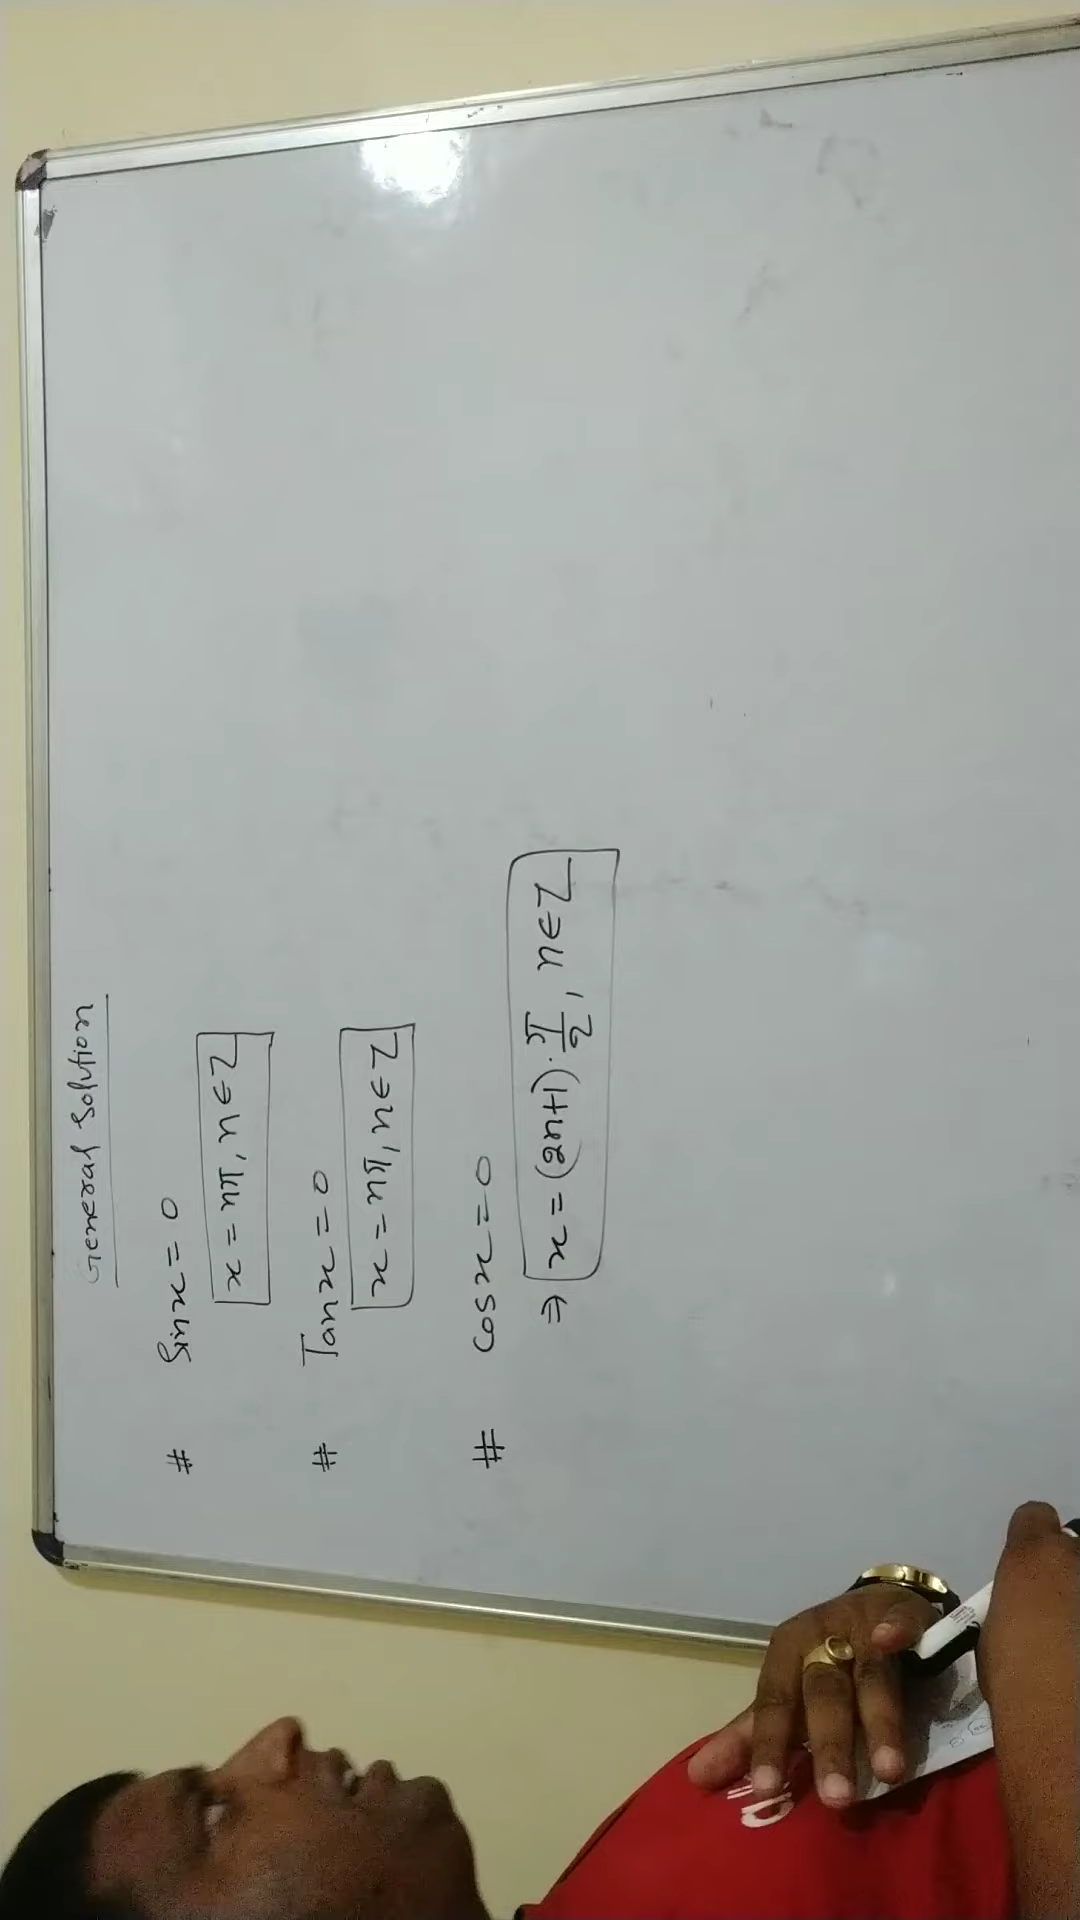 General Solution
# Sinx = 0
x = nπ, n∈Z
# Tanx = 0
x = nπ, n∈Z
# Cosx = 0
⇒ x = (2n+1)·π/2, n∈Z